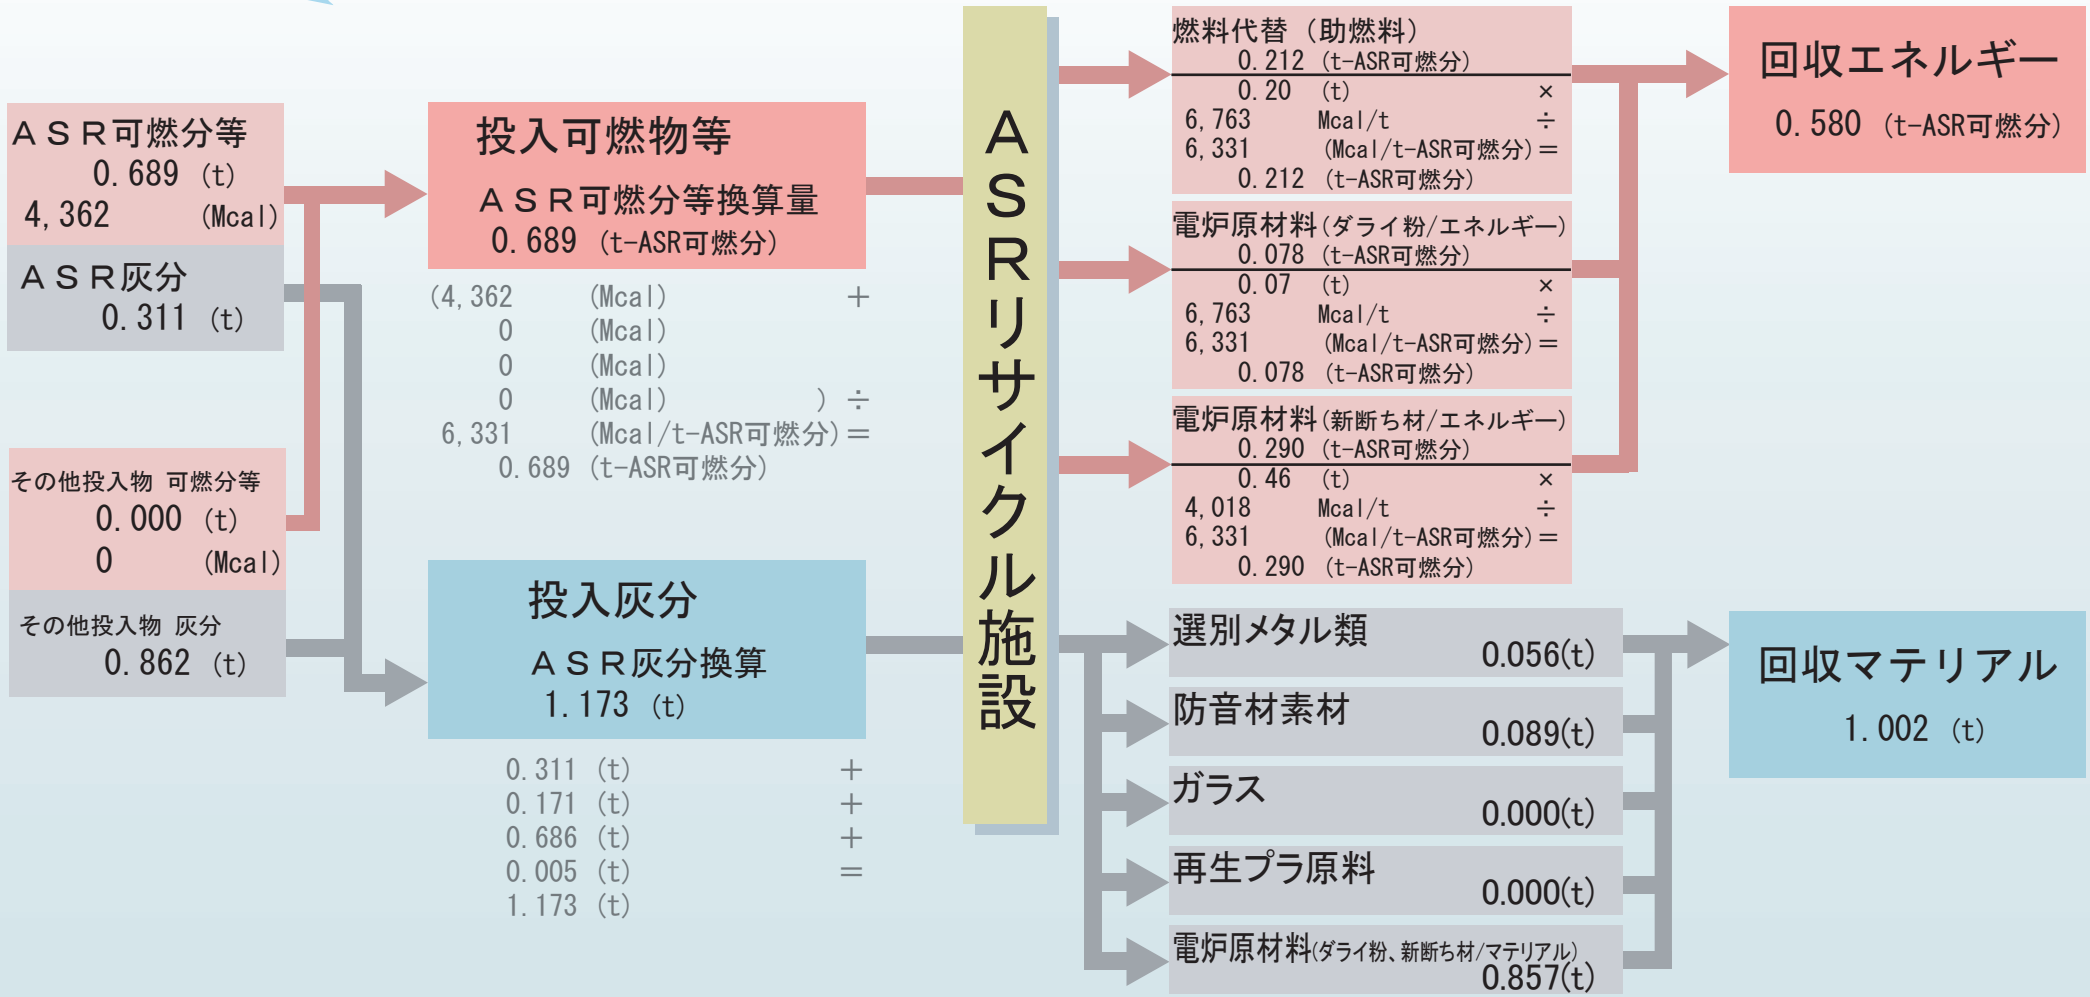 ASR可燃分等
0.689 (t)
4,362 (Mcal)
ASR灰分
0.311 (t)
その他投入物 可燃分等
0.000 (t)
0 (Mcal)
その他投入物 灰分
0.862 (t)
投入可燃物等
ASR可燃分等換算量
0.689 (t-ASR可燃分)
(4,362 (Mcal) ＋
0 (Mcal)
0 (Mcal)
0 (Mcal) ) ÷
6,331 (Mcal/t-ASR可燃分)＝
0.689 (t-ASR可燃分)
投入灰分
ASR灰分換算
1.173 (t)
0.311 (t) ＋
0.171 (t) ＋
0.686 (t) ＋
0.005 (t) ＝
1.173 (t)
ASRリサイクル施設
燃料代替（助燃料）
0.212 (t-ASR可燃分)
0.20 (t) ×
6,763 Mcal/t ÷
6,331 (Mcal/t-ASR可燃分)＝
0.212 (t-ASR可燃分)
電炉原材料(ダライ粉/エネルギー)
0.078 (t-ASR可燃分)
0.07 (t) ×
6,763 Mcal/t ÷
6,331 (Mcal/t-ASR可燃分)＝
0.078 (t-ASR可燃分)
電炉原材料(新断ち材/エネルギー)
0.290 (t-ASR可燃分)
0.46 (t) ×
4,018 Mcal/t ÷
6,331 (Mcal/t-ASR可燃分)＝
0.290 (t-ASR可燃分)
選別メタル類
0.056(t)
防音材素材
0.089(t)
ガラス
0.000(t)
再生プラ原料
0.000(t)
電炉原材料(ダライ粉、新断ち材/マテリアル)
0.857(t)
回収エネルギー
0.580 (t-ASR可燃分)
回収マテリアル
1.002 (t)